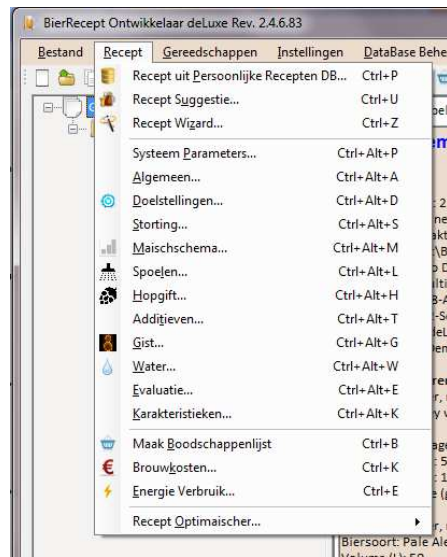 BierRecept Ontwikkelaar deLuxe Rev. 2.4.6.83
Bestand Recept Gereedschappen Instellingen DataBase Behe
Recept uit Persoonlijke Recepten DB... Ctrl+P
Recept Suggestie... Ctrl+U
Recept Wizard... Ctrl+Z
Systeem Parameters... Ctrl+Alt+P
Algemeen... Ctrl+Alt+A
Doelstellingen... Ctrl+Alt+D
Storting... Ctrl+Alt+S
Maischschema... Ctrl+Alt+M
Spoelen... Ctrl+Alt+L
Hopgift... Ctrl+Alt+H
Additieven... Ctrl+Alt+T
Gist... Ctrl+Alt+G
Water... Ctrl+Alt+W
Evaluatie... Ctrl+Alt+E
Karakteristieken... Ctrl+Alt+K
Maak Boodschappenlijst Ctrl+B
Brouwkosten... Ctrl+K
Energie Verbruik... Ctrl+E
Recept Optimaischer...
Biersoort: Pale Ale